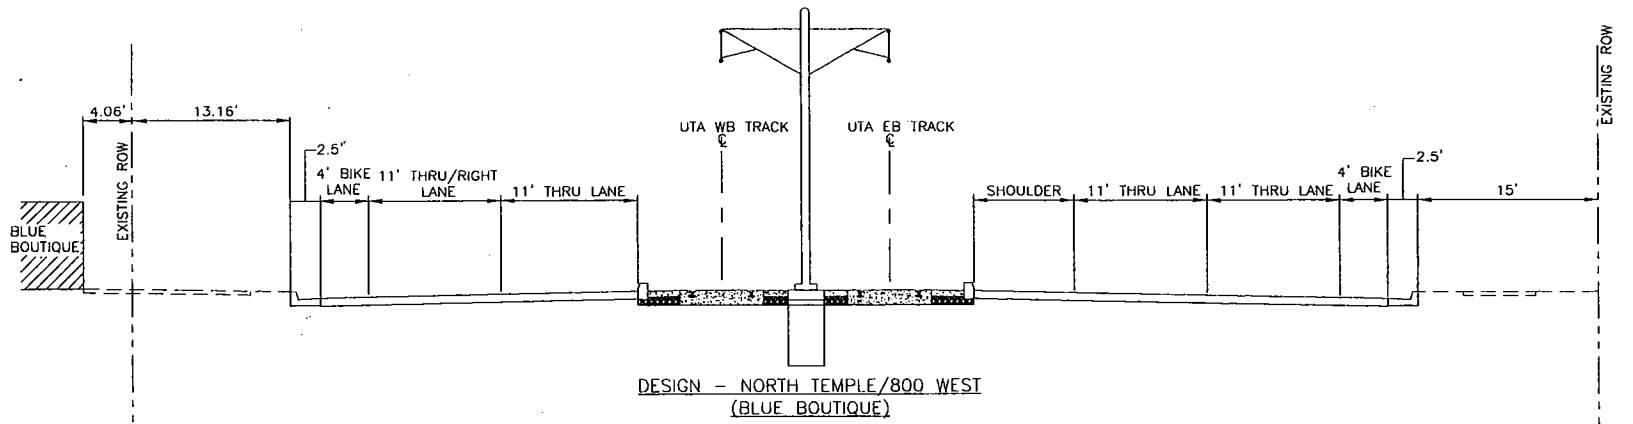 EXISTING ROW
4.06'
13.16'
UTA WB TRACK
℄
UTA EB TRACK
℄
2.5'
2.5'
4' BIKE
LANE
11' THRU/RIGHT
LANE
11' THRU LANE
SHOULDER
11' THRU LANE
11' THRU LANE
4' BIKE
LANE
15'
EXISTING ROW
BLUE
BOUTIQUE
DESIGN - NORTH TEMPLE/800 WEST
(BLUE BOUTIQUE)